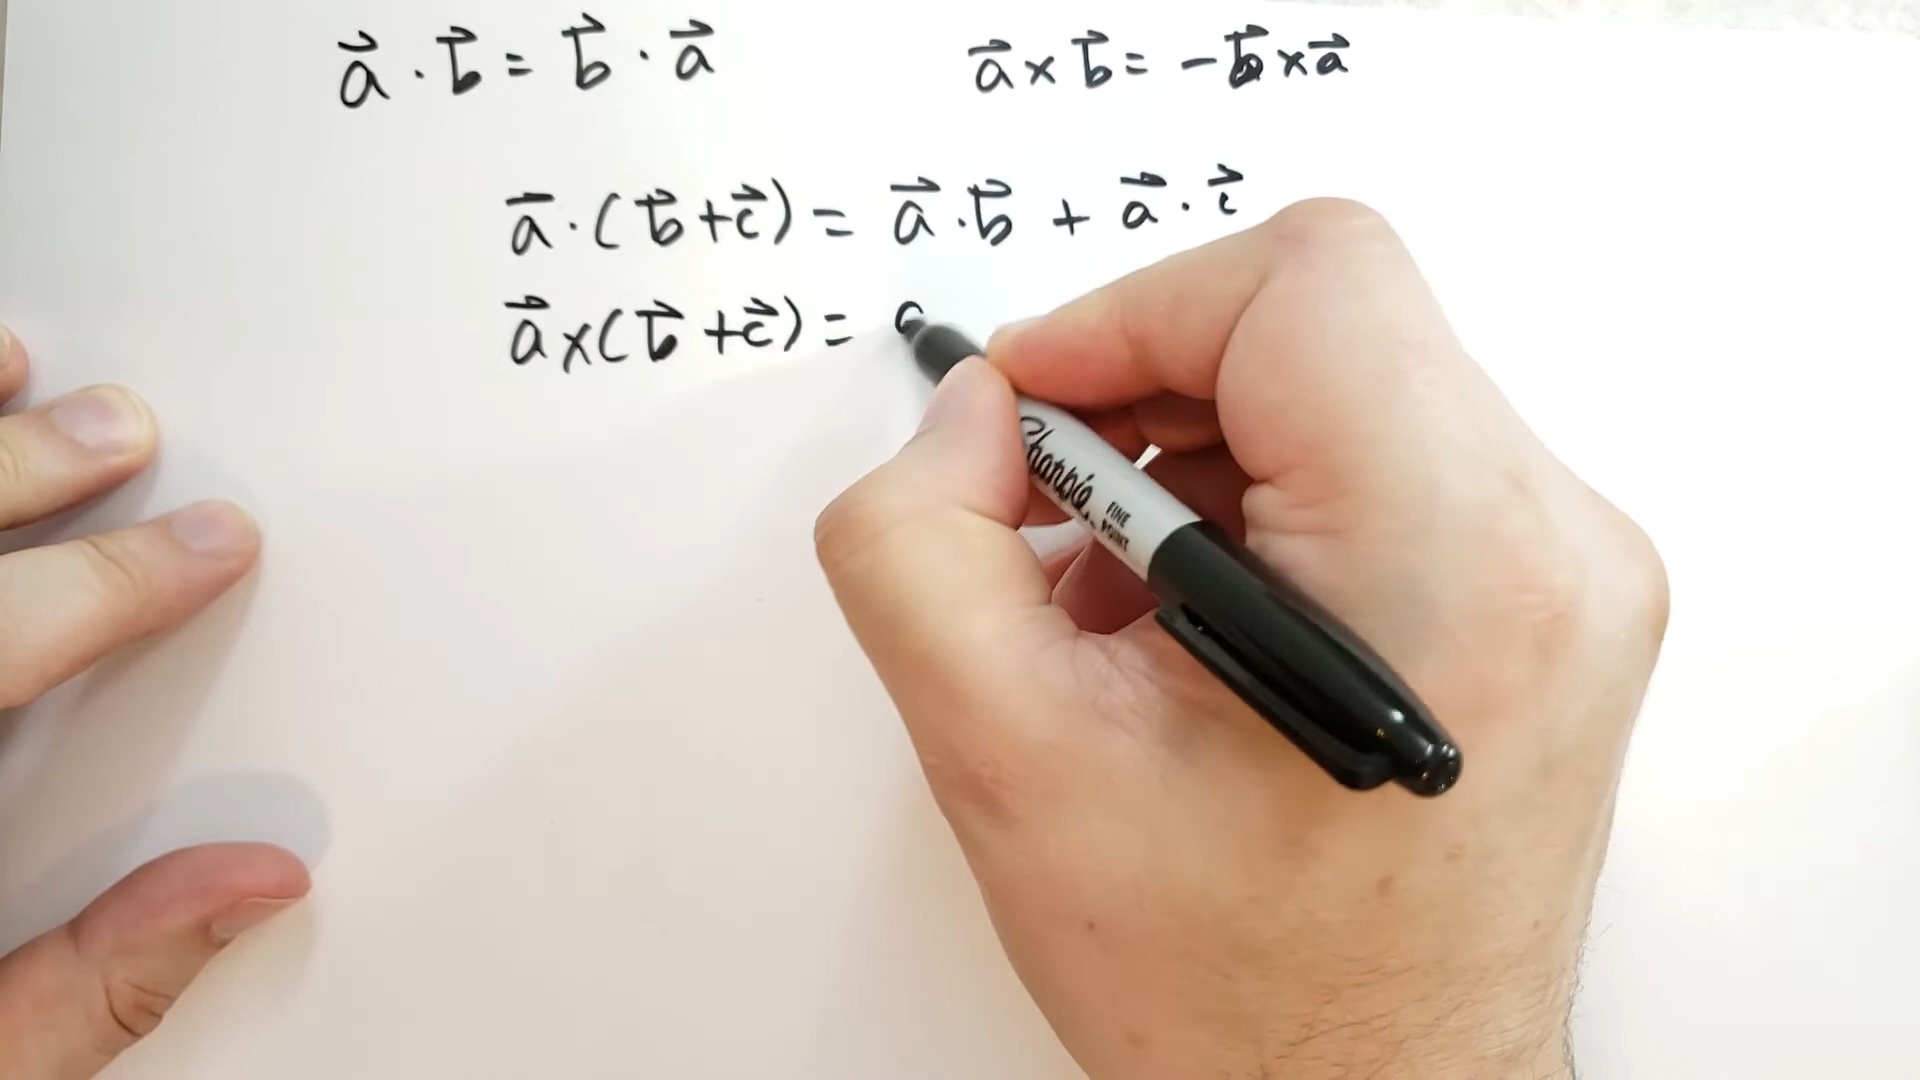 a⃗ · b⃗ = b⃗ · a⃗
a⃗ × b⃗ = − b⃗ × a⃗
a⃗ · (b⃗ + c⃗) = a⃗ · b⃗ + a⃗ · c⃗
a⃗ × (b⃗ + c⃗) =
Sharpie.
FINE
POINT